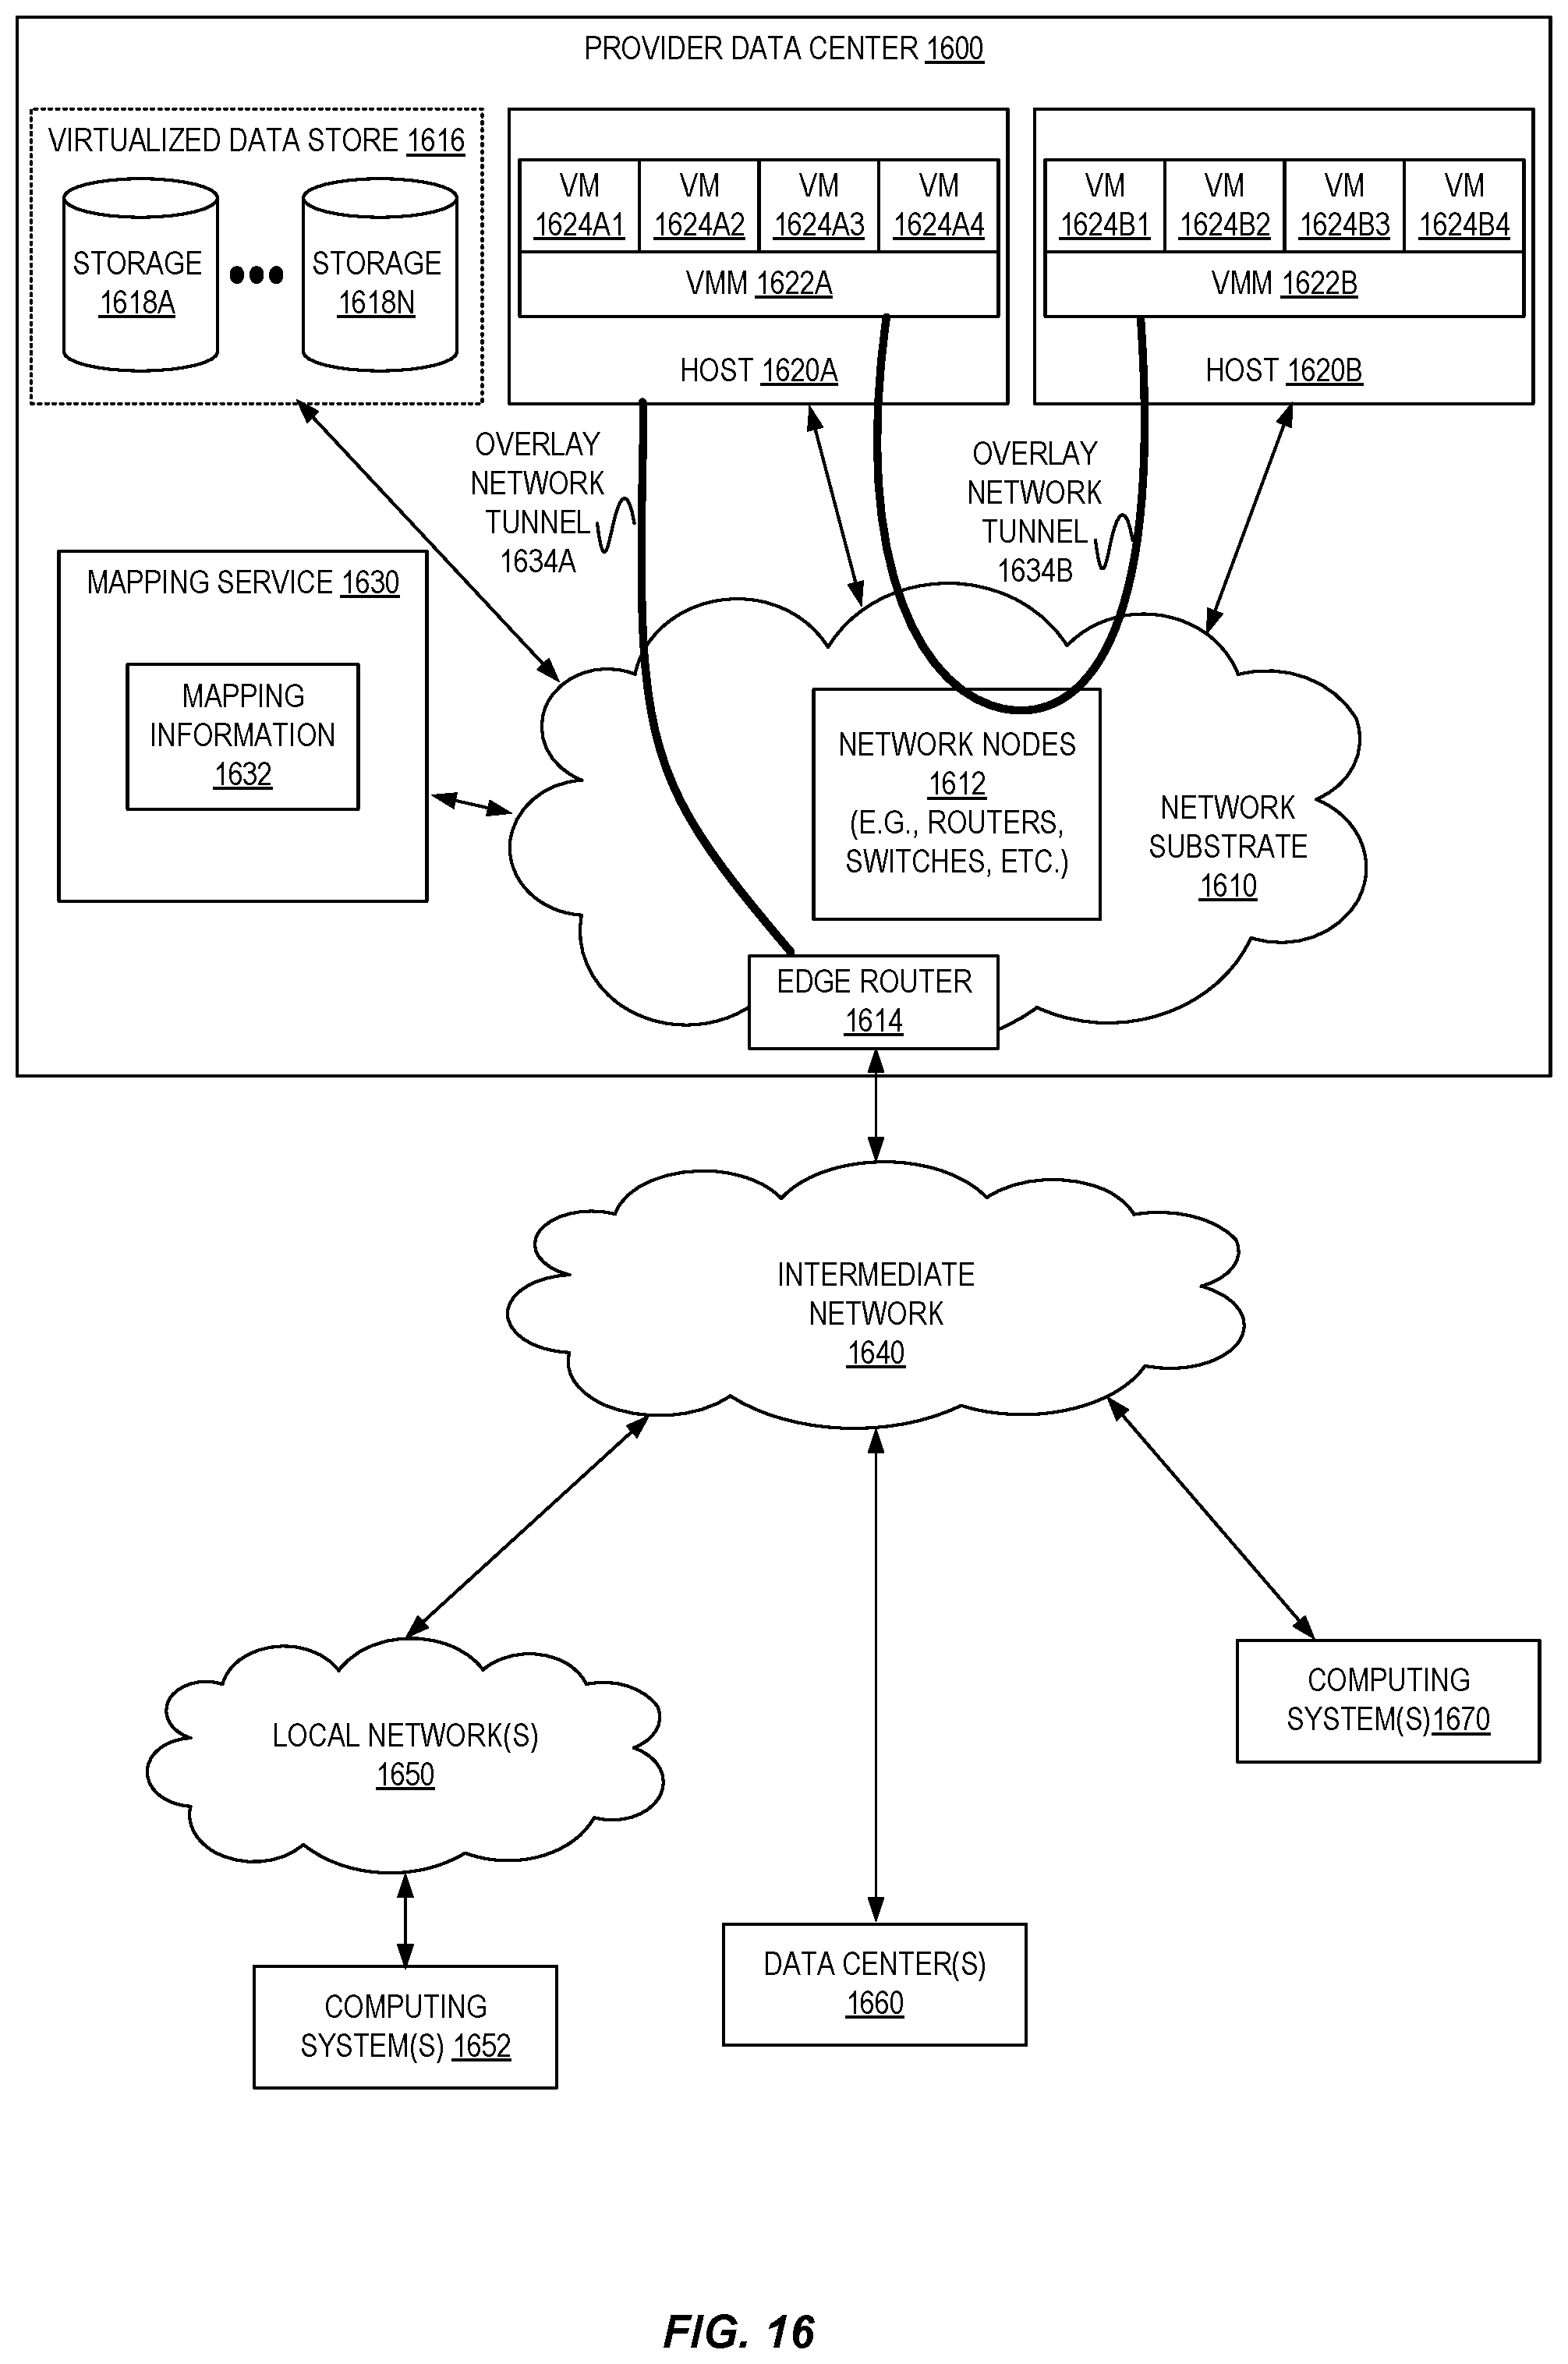 PROVIDER DATA CENTER 1600
VIRTUALIZED DATA STORE 1616
STORAGE
1618A
STORAGE
1618N
VM
1624A1
VM
1624A2
VM
1624A3
VM
1624A4
VMM 1622A
HOST 1620A
VM
1624B1
VM
1624B2
VM
1624B3
VM
1624B4
VMM 1622B
HOST 1620B
OVERLAY
NETWORK
TUNNEL
1634A
OVERLAY
NETWORK
TUNNEL
1634B
MAPPING SERVICE 1630
MAPPING
INFORMATION
1632
NETWORK NODES
1612
(E.G., ROUTERS,
SWITCHES, ETC.)
NETWORK
SUBSTRATE
1610
EDGE ROUTER
1614
INTERMEDIATE
NETWORK
1640
LOCAL NETWORK(S)
1650
COMPUTING
SYSTEM(S)1670
DATA CENTER(S)
1660
COMPUTING
SYSTEM(S) 1652
FIG. 16